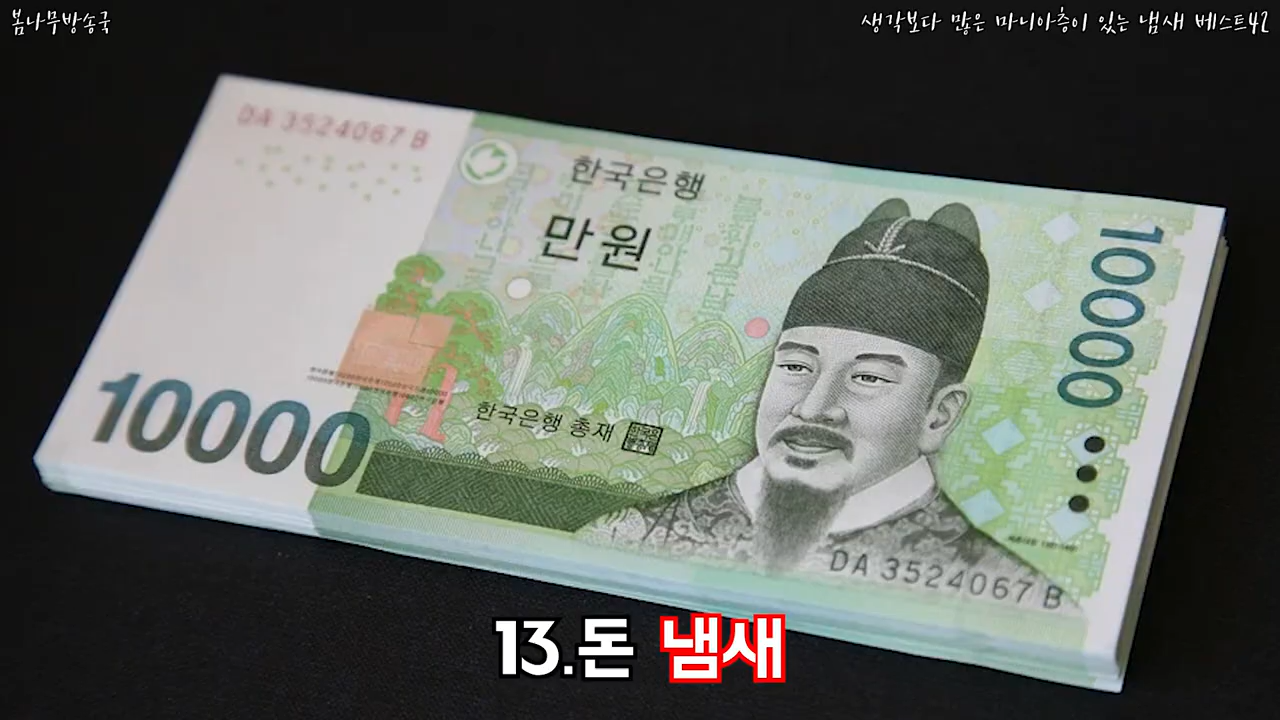 봄나무방송국
생각보다 많은 마니아층이 있는 냄새 베스트42
DA 3524067 B
한국은행
만원
10000
10000
한국은행 총재
DA 3524067 B
13.돈 냄새